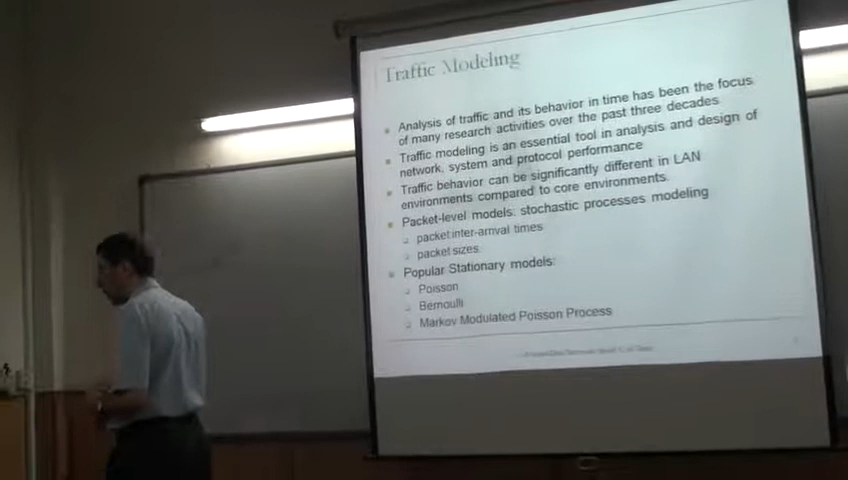 Traffic Modeling
Analysis of traffic and its behavior in time has been the focus
of many research activities over the past three decades
Traffic modeling is an essential tool in analysis and design of
network, system and protocol performance
Traffic behavior can be significantly different in LAN
environments compared to core environments.
Packet-level models: stochastic processes modeling
packet inter-arrival times
packet sizes.
Popular Stationary models:
Poisson
Bernoulli
Markov Modulated Poisson Process